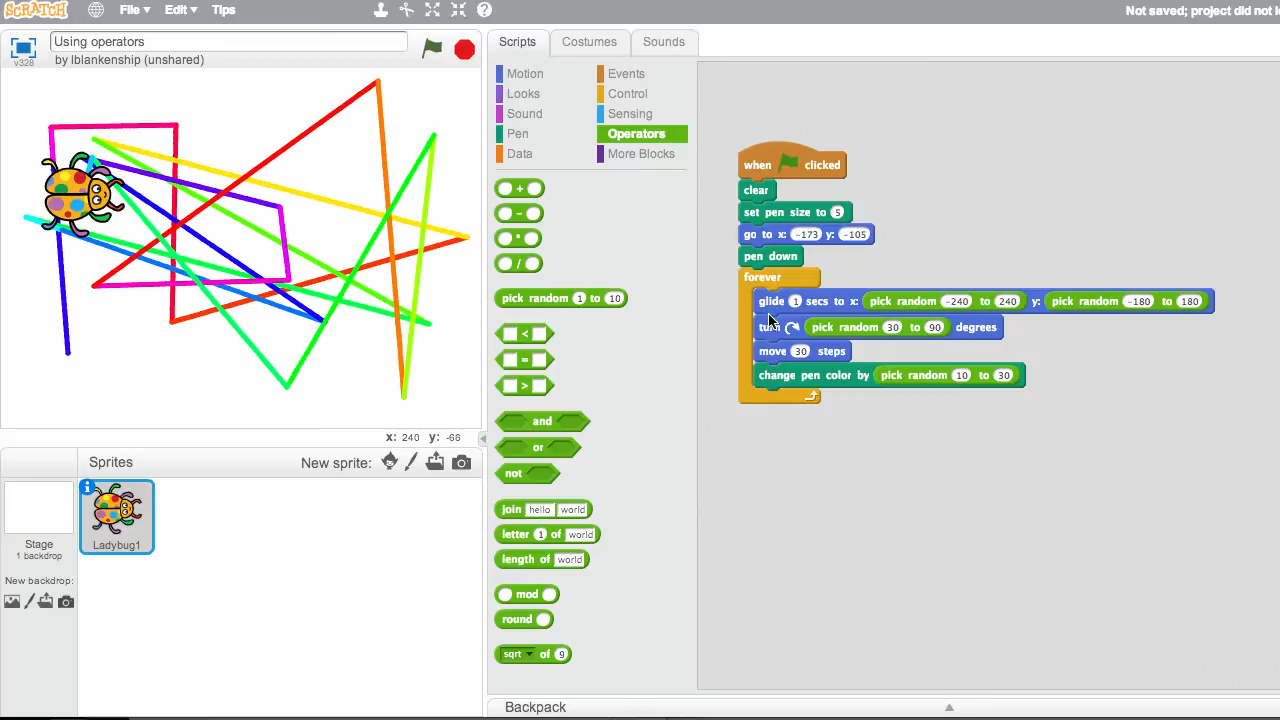 SCRATCH File Edit Tips Not saved; project did not l
v328 Using operators
by lblankenship (unshared)
Scripts Costumes Sounds
Motion Events
Looks Control
Sound Sensing
Pen Operators
Data More Blocks
+
-
*
/
pick random 1 to 10
<
=
>
and
or
not
join hello world
letter 1 of world
length of world
mod
round
sqrt of 9
when clicked
clear
set pen size to 5
go to x: -173 y: -105
pen down
forever
glide 1 secs to x: pick random -240 to 240 y: pick random -180 to 180
pick random 30 to 90 degrees
move 30 steps
change pen color by pick random 10 to 30
x: 240 y: -66
Sprites New sprite:
Stage
1 backdrop
New backdrop:
Ladybug1
Backpack